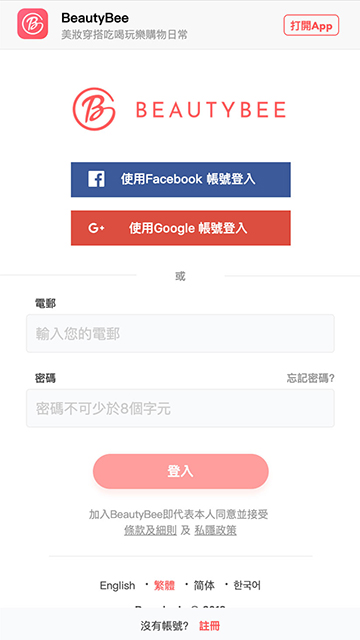 BeautyBee
美妝穿搭吃喝玩樂購物日常
打開App
BEAUTYBEE
使用Facebook 帳號登入
G+ 使用Google 帳號登入
或
電郵
輸入您的電郵
密碼 忘記密碼?
密碼不可少於8個字元
登入
加入BeautyBee即代表本人同意並接受
條款及細則 及 私隱政策
English · 繁體 · 简体 · 한국어
沒有帳號? 註冊